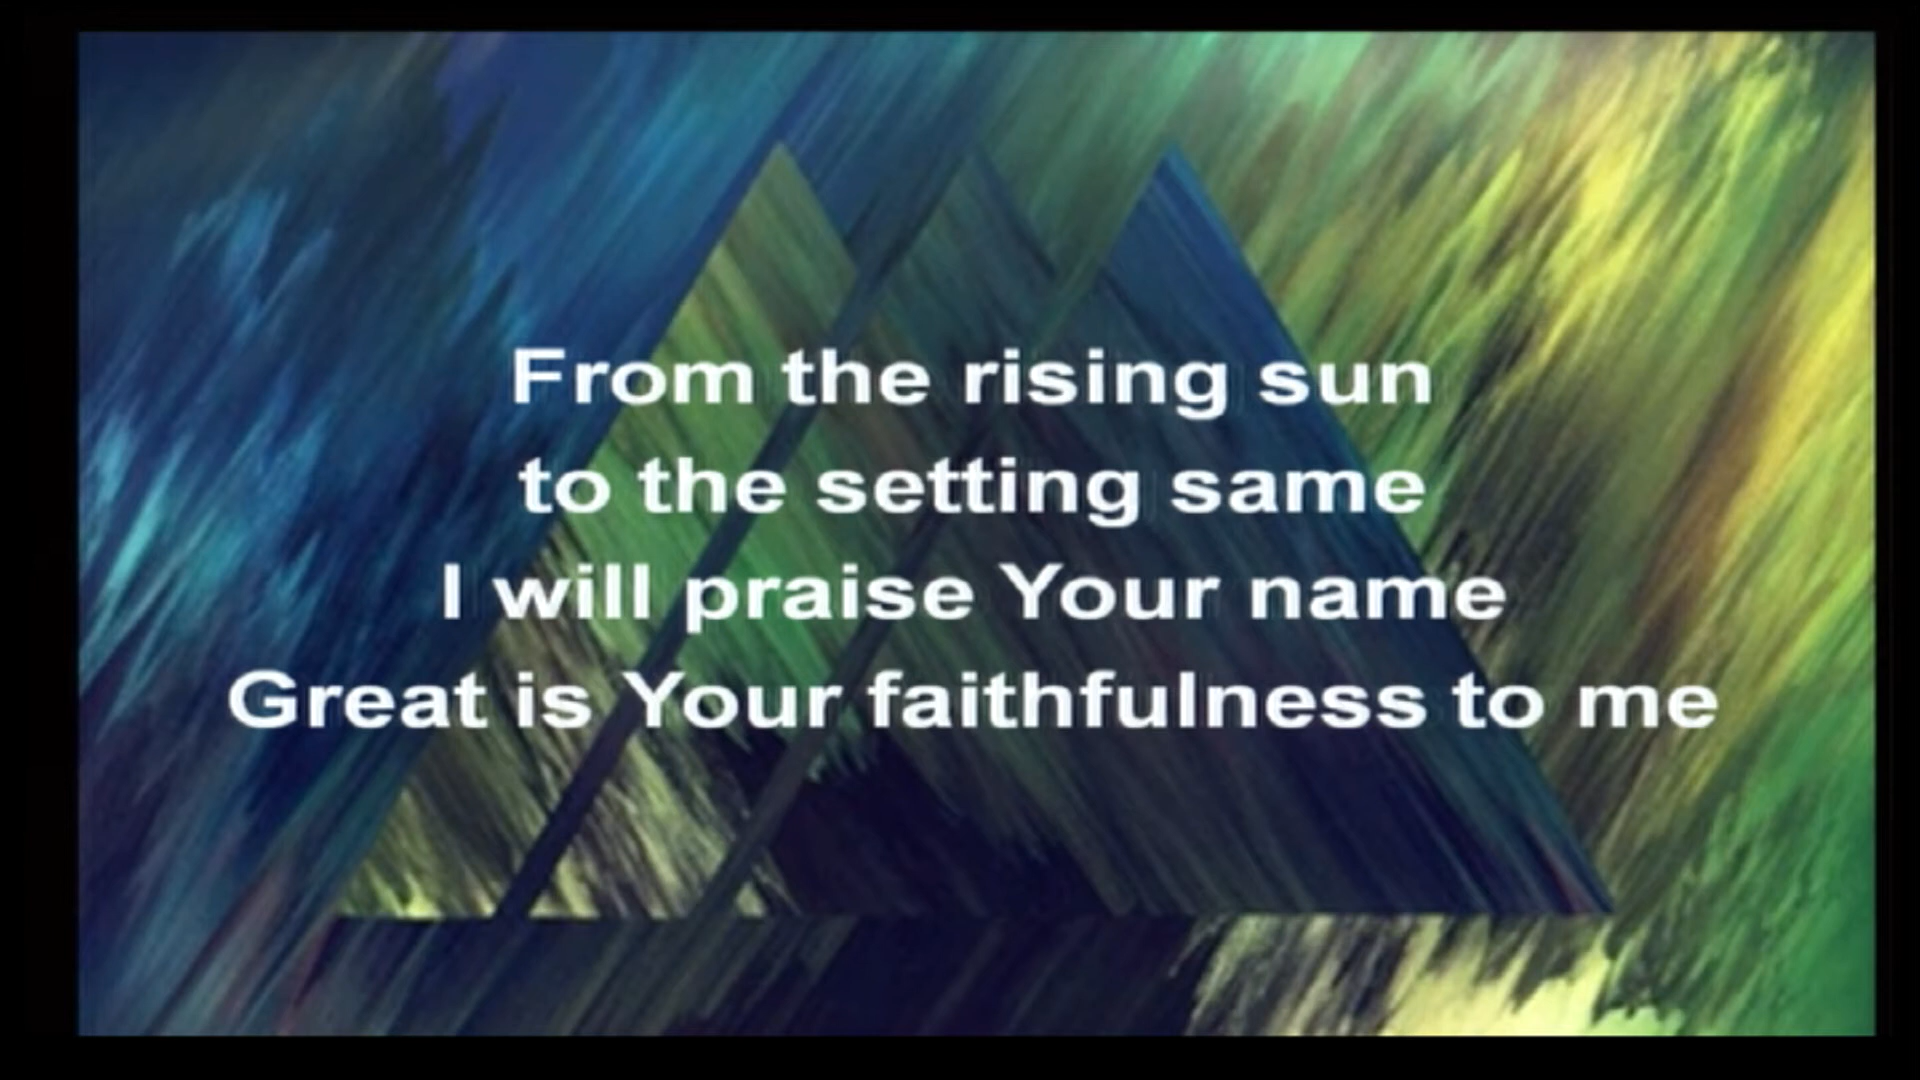 From the rising sun
to the setting same
I will praise Your name
Great is Your faithfulness to me